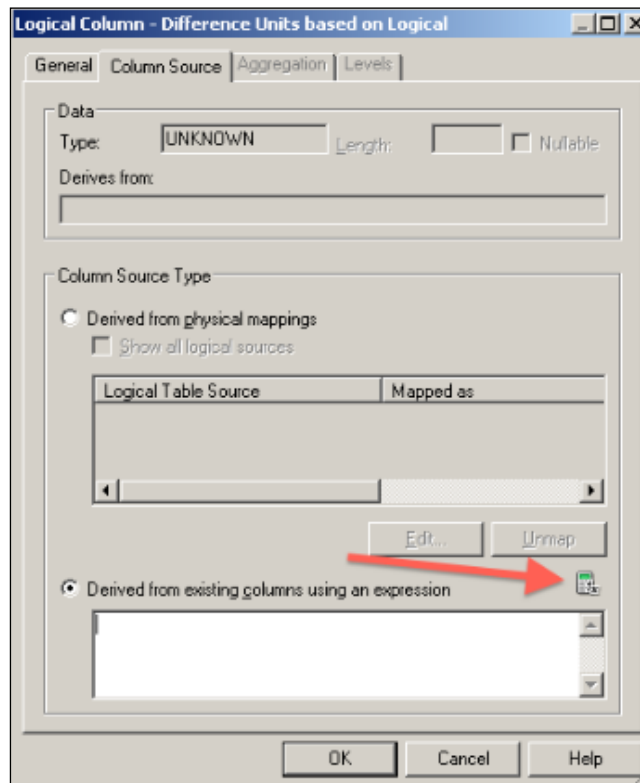 Logical Column - Difference Units based on Logical
General Column Source Aggregation Levels
Data
Type: UNKNOWN Length: Nullable
Derives from:
Column Source Type
Derived from physical mappings
Show all logical sources
Logical Table Source Mapped as
Edit... Unmap
Derived from existing columns using an expression
OK Cancel Help